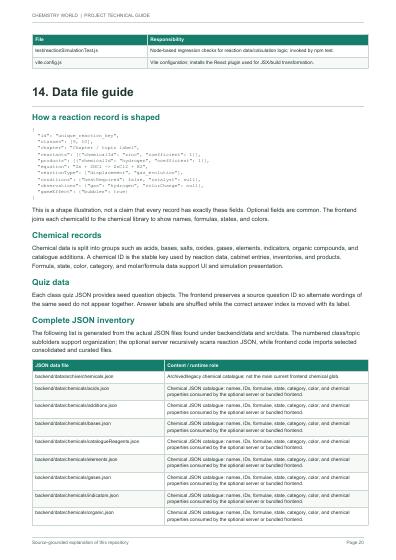 CHEMISTRY WORLD | PROJECT TECHNICAL GUIDE
File Responsibility
test/reactionSimulationTest.js Node-based regression checks for reaction data/calculation logic; invoked by npm test.
vite.config.js Vite configuration; installs the React plugin used for JSX/build transformation.
14. Data file guide
How a reaction record is shaped
{
"id": "unique_reaction_key",
"classes": [9, 10],
"chapter": "Chapter / topic label",
"reactants": [{"chemicalId": "zinc", "coefficient": 1}],
"products": [{"chemicalId": "hydrogen", "coefficient": 1}],
"equation": "Zn + 2HCl -> ZnCl2 + H2",
"reactionType": ["displacement", "gas_evolution"],
"conditions": {"heatRequired": false, "catalyst": null},
"observations": {"gas": "hydrogen", "colorChange": null},
"gameEffect": {"bubbles": true}
}
This is a shape illustration, not a claim that every record has exactly these fields. Optional fields are common. The frontend
joins each chemicalId to the chemical library to show names, formulas, states, and colors.
Chemical records
Chemical data is split into groups such as acids, bases, salts, oxides, gases, elements, indicators, organic compounds, and
catalogue additions. A chemical ID is the stable key used by reaction data, cabinet entries, inventories, and products.
Formula, state, color, category, and molar/formula data support UI and simulation presentation.
Quiz data
Each class quiz JSON provides seed question objects. The frontend preserves a source question ID so alternate wordings of
the same seed do not appear together. Answer labels are shuffled while the correct answer index is moved with its label.
Complete JSON inventory
The following list is generated from the actual JSON files found under backend/data and src/data. The numbered class/topic
subfolders support organization; the optional server recursively scans reaction JSON, while frontend code imports selected
consolidated and curated files.
JSON data file Content / runtime role
backend/data/archive/chemicals.json Archived/legacy chemical catalogue; not the main current frontend chemical glob.
backend/data/chemicals/acids.json Chemical JSON catalogue: names, IDs, formulae, state, category, color, and chemical
properties consumed by the optional server or bundled frontend.
backend/data/chemicals/additions.json Chemical JSON catalogue: names, IDs, formulae, state, category, color, and chemical
properties consumed by the optional server or bundled frontend.
backend/data/chemicals/bases.json Chemical JSON catalogue: names, IDs, formulae, state, category, color, and chemical
properties consumed by the optional server or bundled frontend.
backend/data/chemicals/catalogueReagents.json Chemical JSON catalogue: names, IDs, formulae, state, category, color, and chemical
properties consumed by the optional server or bundled frontend.
backend/data/chemicals/elements.json Chemical JSON catalogue: names, IDs, formulae, state, category, color, and chemical
properties consumed by the optional server or bundled frontend.
backend/data/chemicals/gases.json Chemical JSON catalogue: names, IDs, formulae, state, category, color, and chemical
properties consumed by the optional server or bundled frontend.
backend/data/chemicals/indicators.json Chemical JSON catalogue: names, IDs, formulae, state, category, color, and chemical
properties consumed by the optional server or bundled frontend.
backend/data/chemicals/organic.json Chemical JSON catalogue: names, IDs, formulae, state, category, color, and chemical
properties consumed by the optional server or bundled frontend.
Source-grounded explanation of this repository Page 20